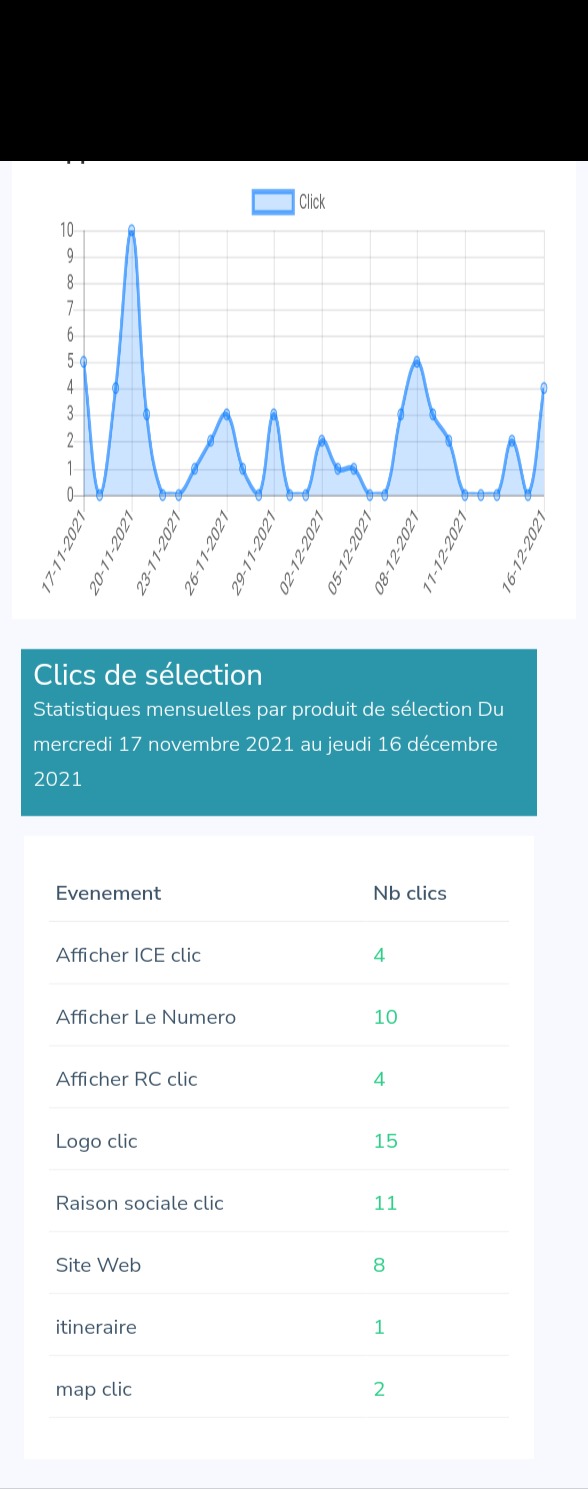 Click
10
9
8
7
6
5
4
3
2
1
0
17-11-2021
20-11-2021
23-11-2021
26-11-2021
29-11-2021
02-12-2021
05-12-2021
08-12-2021
11-12-2021
16-12-2021
Clics de sélection
Statistiques mensuelles par produit de sélection Du
mercredi 17 novembre 2021 au jeudi 16 décembre
2021
Evenement Nb clics
Afficher ICE clic 4
Afficher Le Numero 10
Afficher RC clic 4
Logo clic 15
Raison sociale clic 11
Site Web 8
itineraire 1
map clic 2